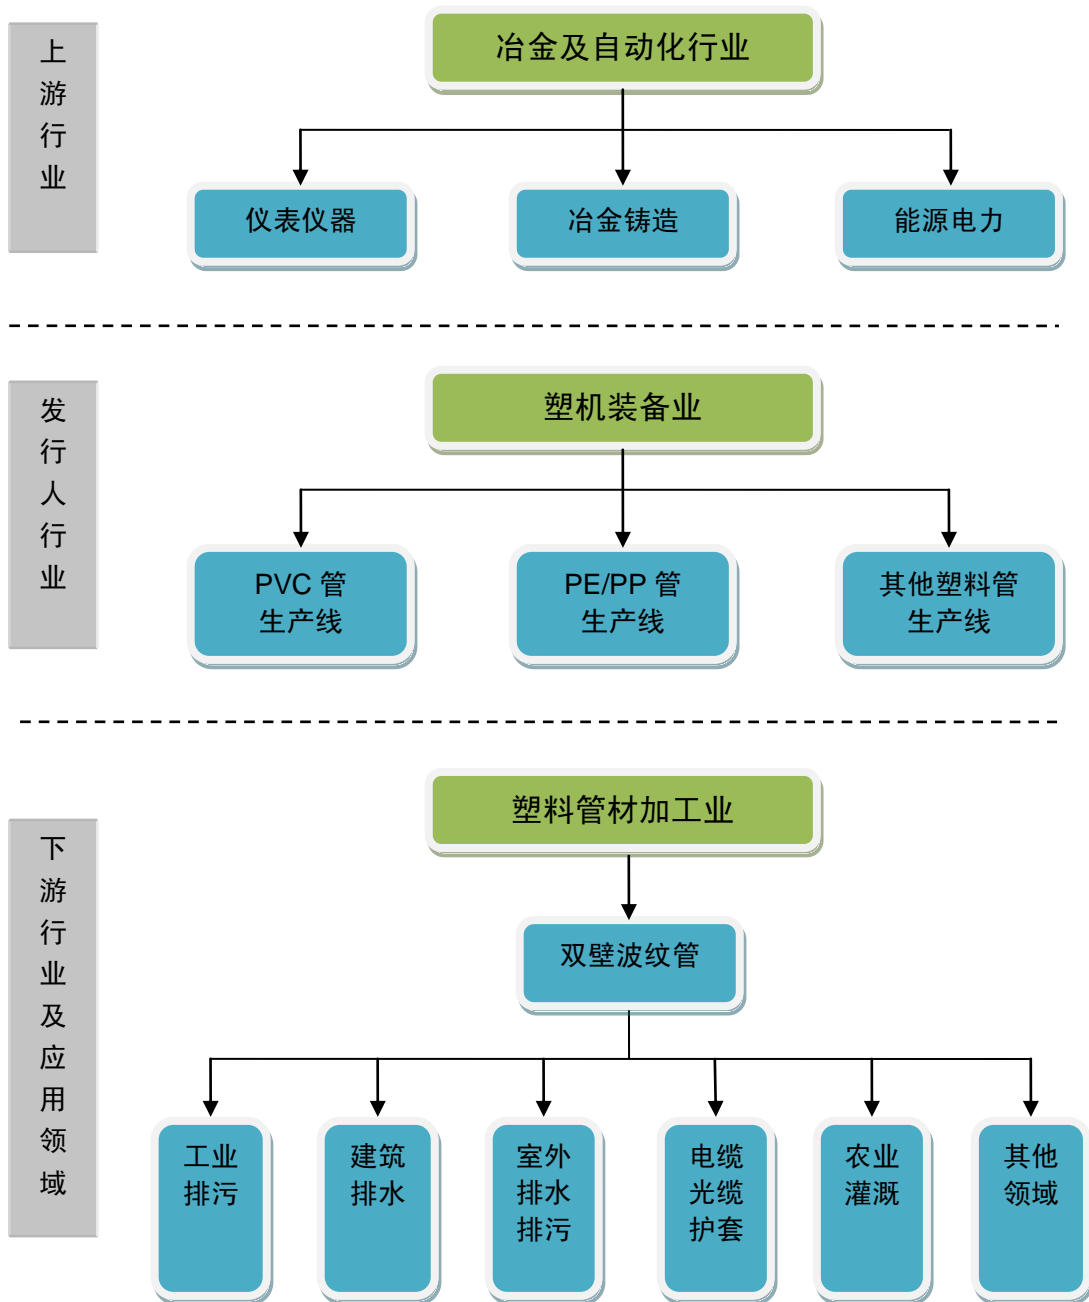 上游行业
冶金及自动化行业
仪表仪器
冶金铸造
能源电力
发行人行业
塑机装备业
PVC 管
生产线
PE/PP 管
生产线
其他塑料管
生产线
下游行业及应用领域
塑料管材加工业
双壁波纹管
工业
排污
建筑
排水
室外
排水
排污
电缆
光缆
护套
农业
灌溉
其他
领域